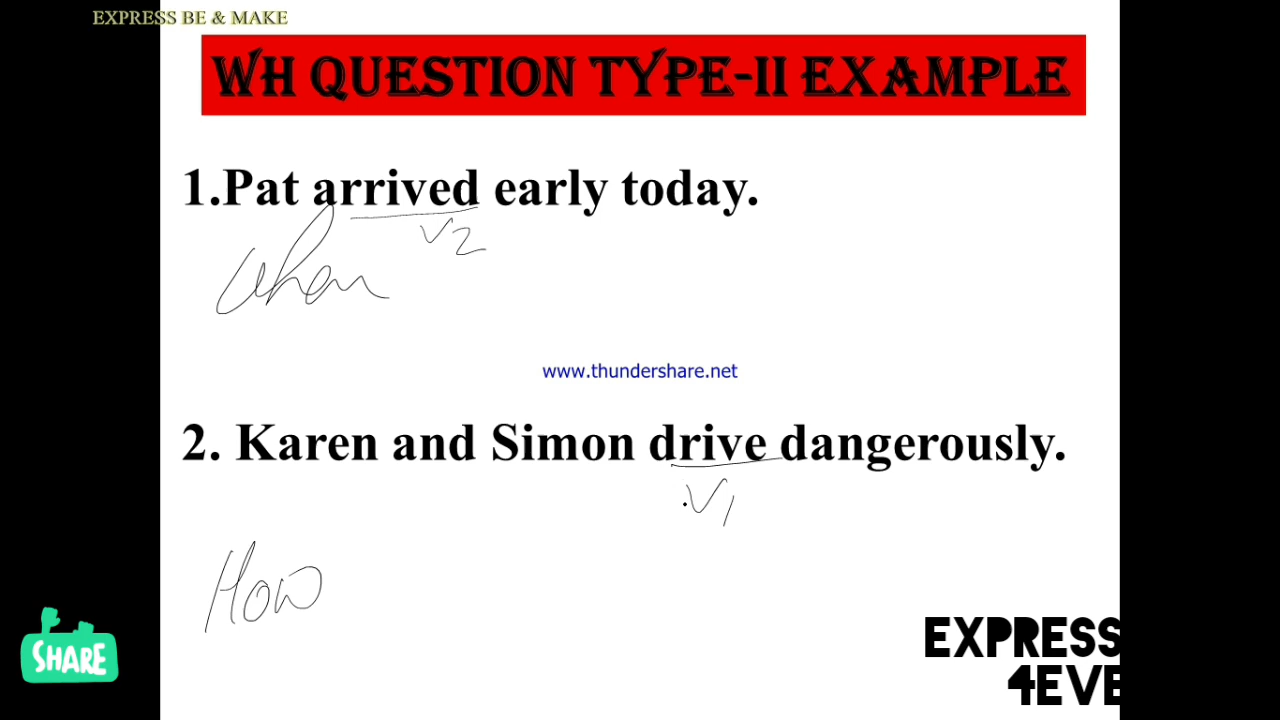 EXPRESS BE & MAKE
WH QUESTION TYPE-II EXAMPLE
1.Pat arrived early today.
V2
When
www.thundershare.net
2. Karen and Simon drive dangerously.
V1
How
SHARE
EXPRESS
4EVE